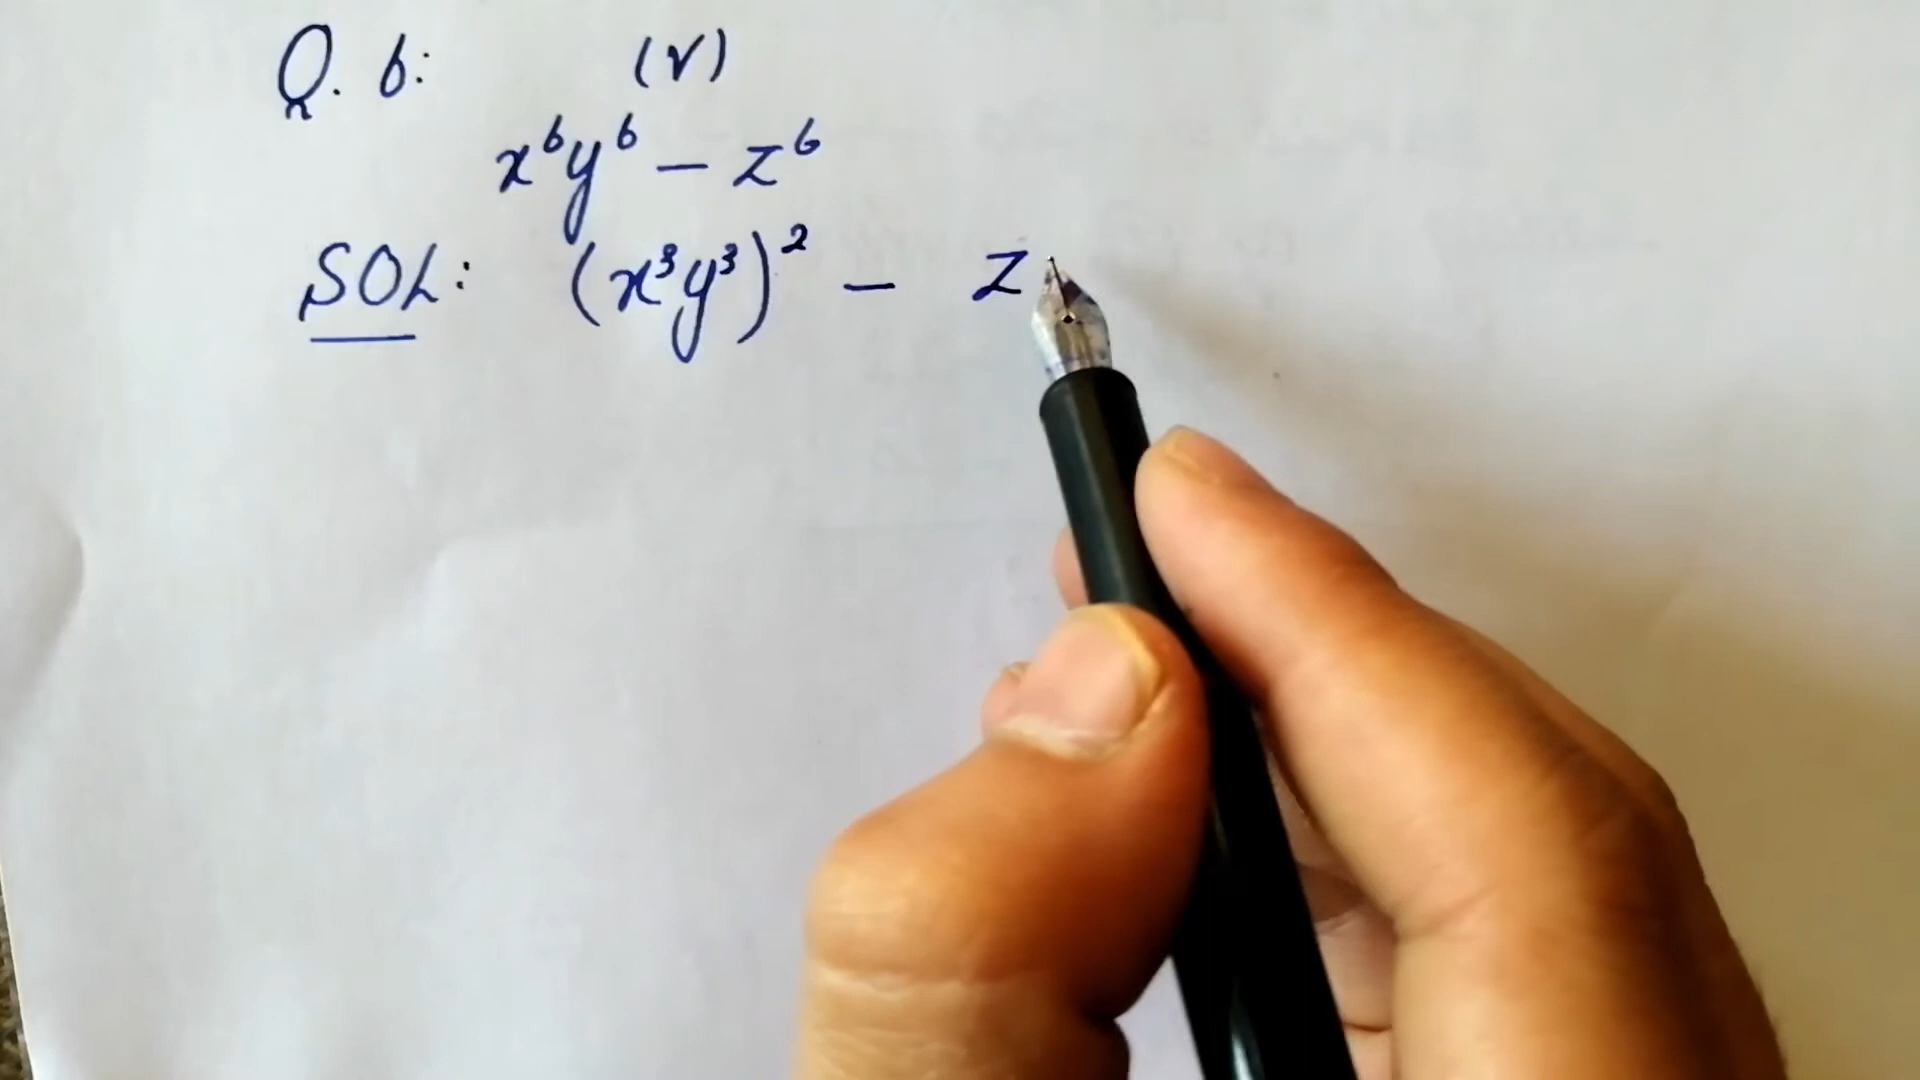 Q. 6: (v)
x⁶y⁶ – z⁶
SOL: (x³y³)² – z